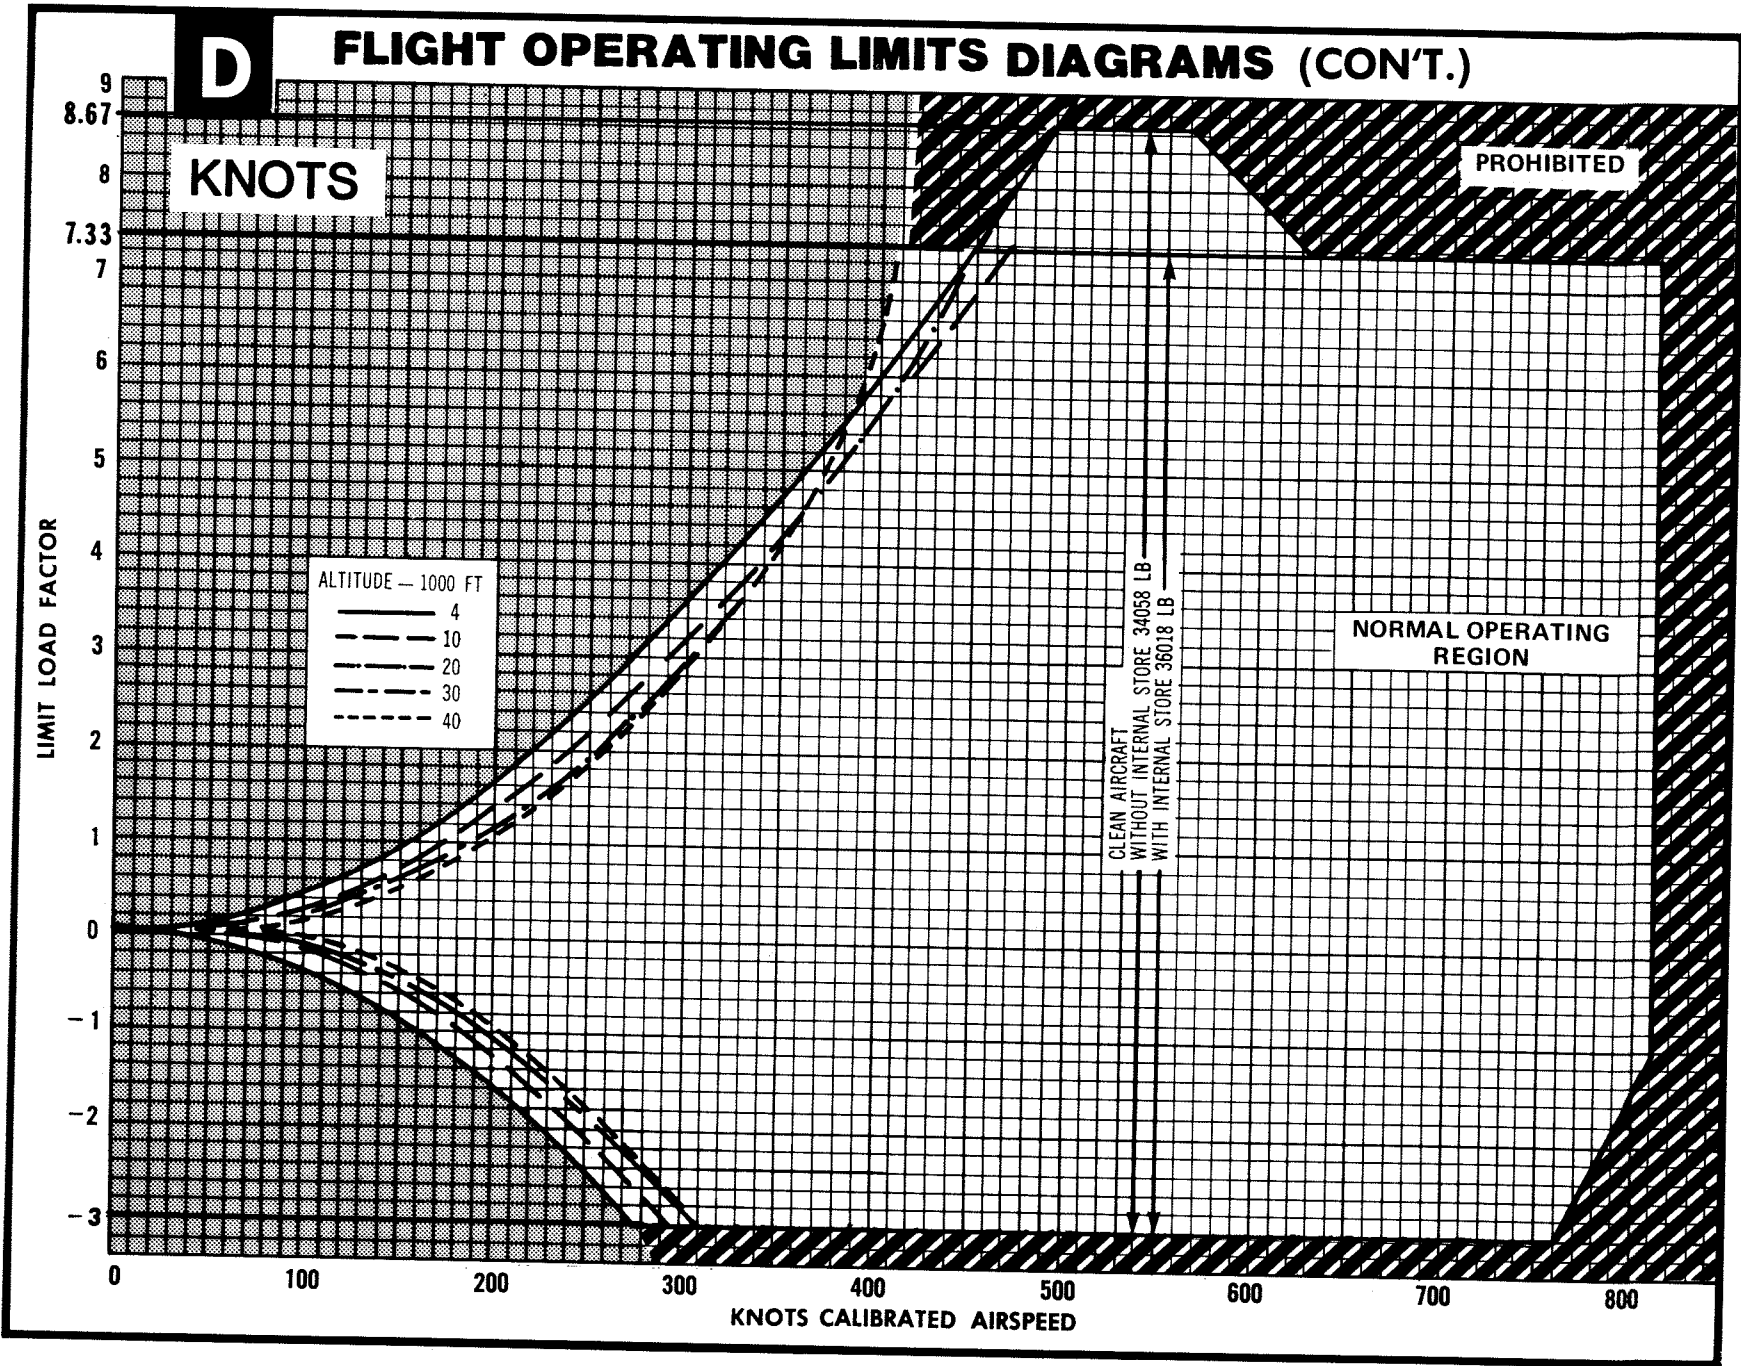 D
FLIGHT OPERATING LIMITS DIAGRAMS (CON'T.)
KNOTS
PROHIBITED
9
8.67
8
7.33
7
6
5
4
3
2
1
0
−1
−2
−3
LIMIT LOAD FACTOR
ALTITUDE — 1000 FT
4
10
20
30
40
CLEAN AIRCRAFT
WITHOUT INTERNAL STORE 34058 LB
WITH INTERNAL STORE 36018 LB
NORMAL OPERATING
REGION
0 100 200 300 400 500 600 700 800
KNOTS CALIBRATED AIRSPEED